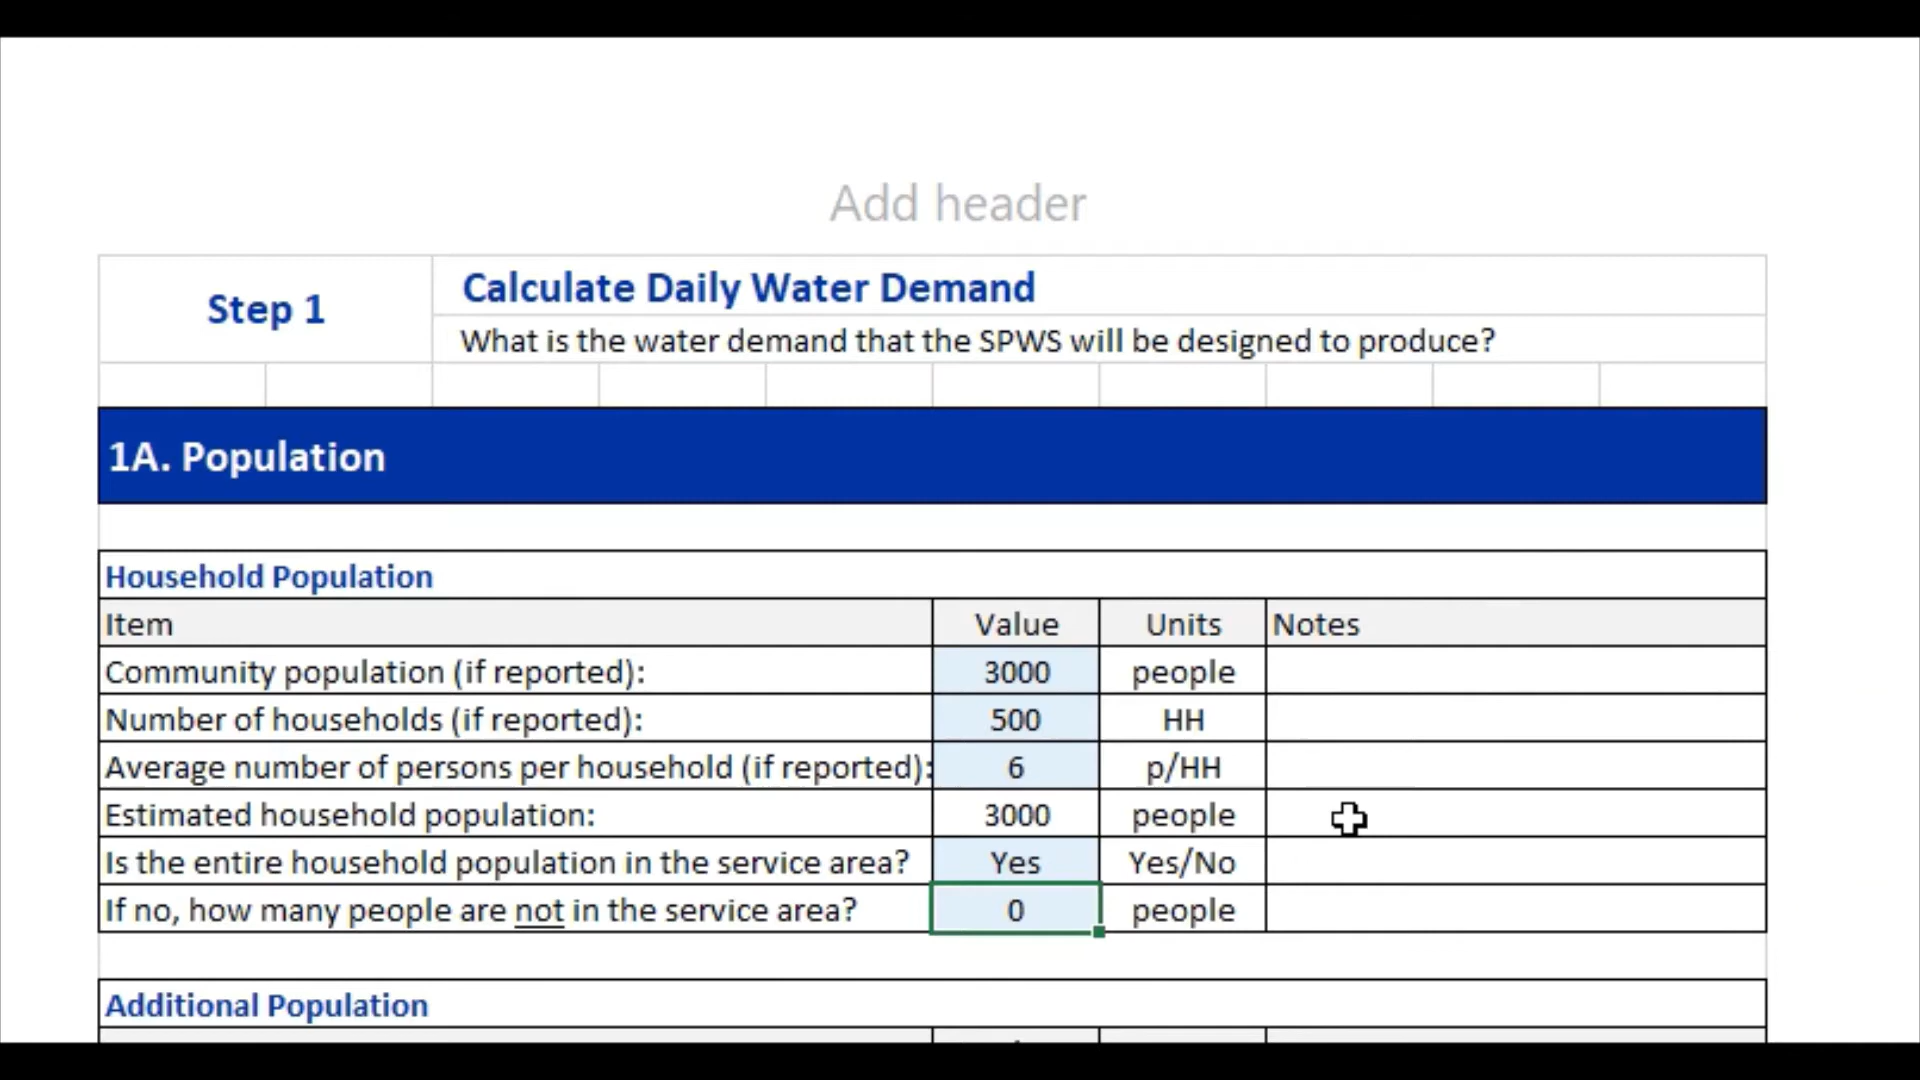 Add header
Step 1
Calculate Daily Water Demand
What is the water demand that the SPWS will be designed to produce?
1A. Population
Household Population
Item Value Units Notes
Community population (if reported): 3000 people
Number of households (if reported): 500 HH
Average number of persons per household (if reported): 6 p/HH
Estimated household population: 3000 people
Is the entire household population in the service area? Yes Yes/No
If no, how many people are not in the service area? 0 people
Additional Population